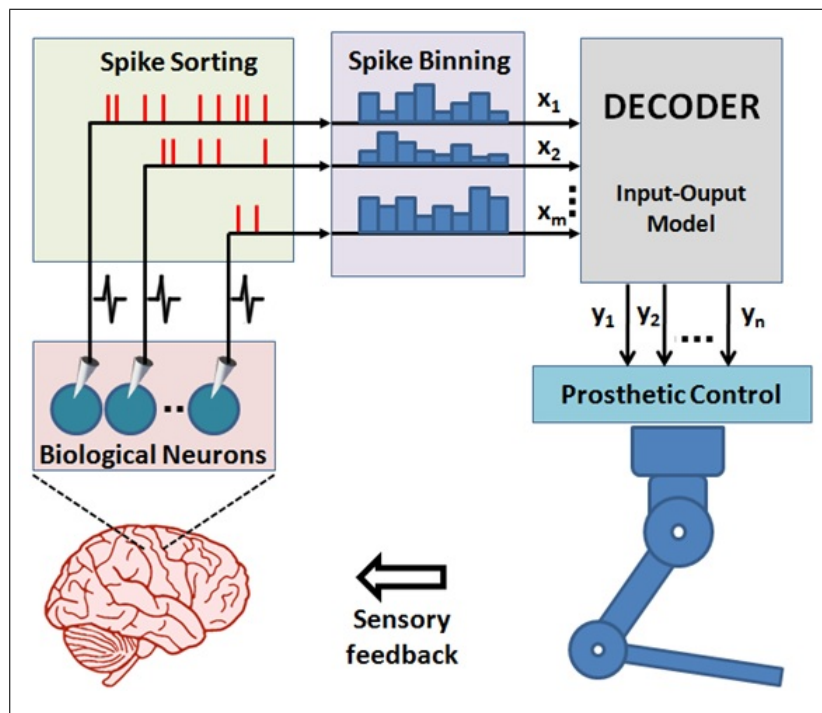 Spike Sorting
Spike Binning
x1
x2
xm
DECODER
Input-Ouput
Model
y1 y2 yn
Prosthetic Control
Biological Neurons
Sensory
feedback